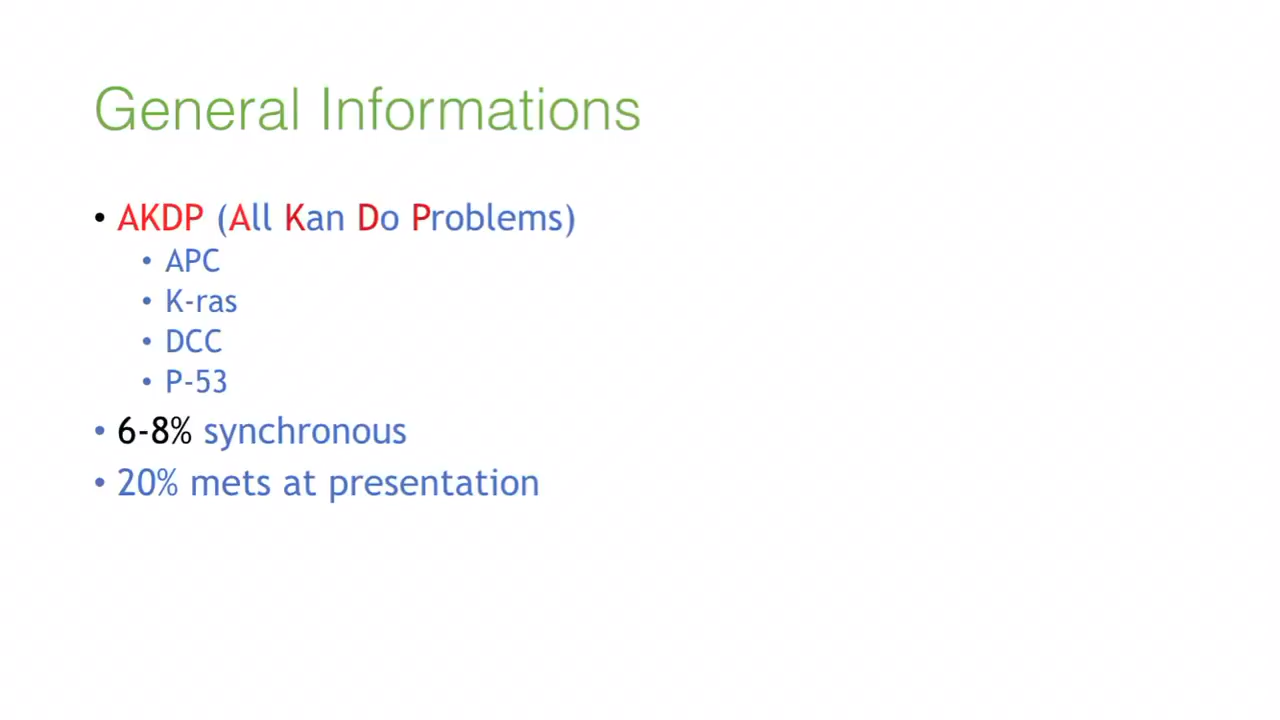 General Informations
• AKDP (All Kan Do Problems)
• APC
• K-ras
• DCC
• P-53
• 6-8% synchronous
• 20% mets at presentation